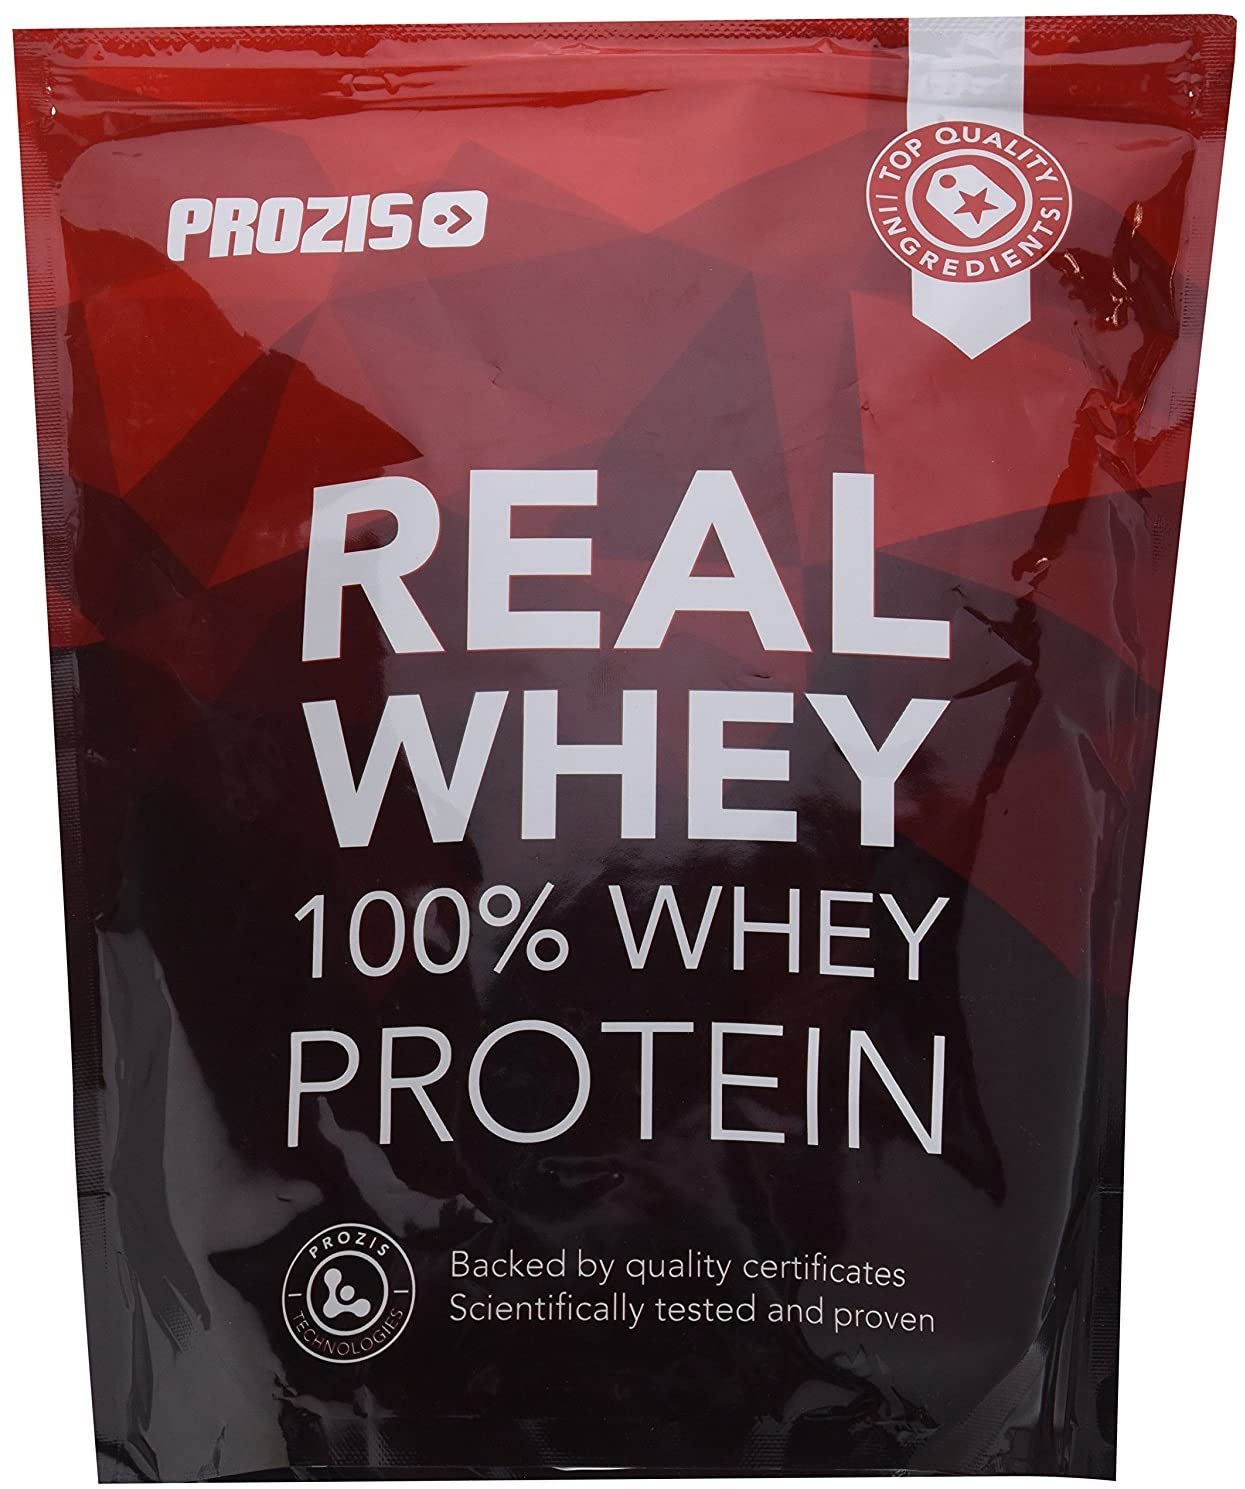 PROZIS
TOP QUALITY
INGREDIENTS
REAL
WHEY
100% WHEY
PROTEIN
PROZIS
TECHNOLOGIES
Backed by quality certificates
Scientifically tested and proven